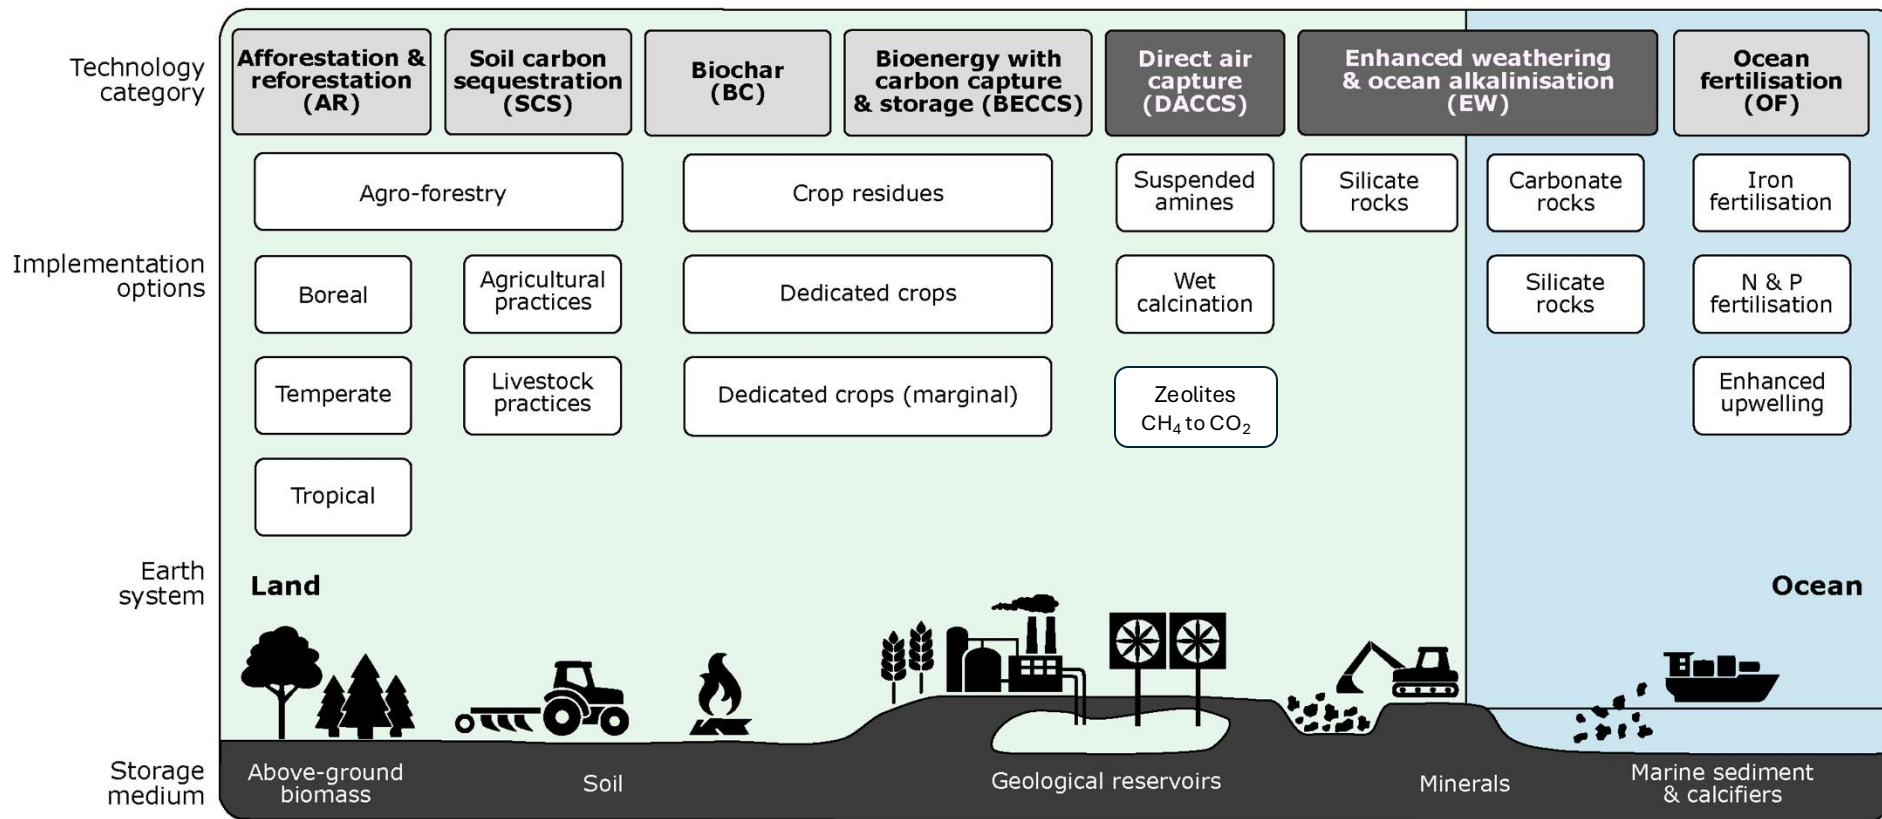 Technology
category
Afforestation &
reforestation
(AR)
Soil carbon
sequestration
(SCS)
Biochar
(BC)
Bioenergy with
carbon capture
& storage (BECCS)
Direct air
capture
(DACCS)
Enhanced weathering
& ocean alkalinisation
(EW)
Ocean
fertilisation
(OF)
Implementation
options
Agro-forestry
Crop residues
Suspended
amines
Silicate
rocks
Carbonate
rocks
Iron
fertilisation
Boreal
Agricultural
practices
Dedicated crops
Wet
calcination
Silicate
rocks
N & P
fertilisation
Temperate
Livestock
practices
Dedicated crops (marginal)
Zeolites
CH₄ to CO₂
Enhanced
upwelling
Tropical
Earth
system
Land
Ocean
Storage
medium
Above-ground
biomass
Soil
Geological reservoirs
Minerals
Marine sediment
& calcifiers